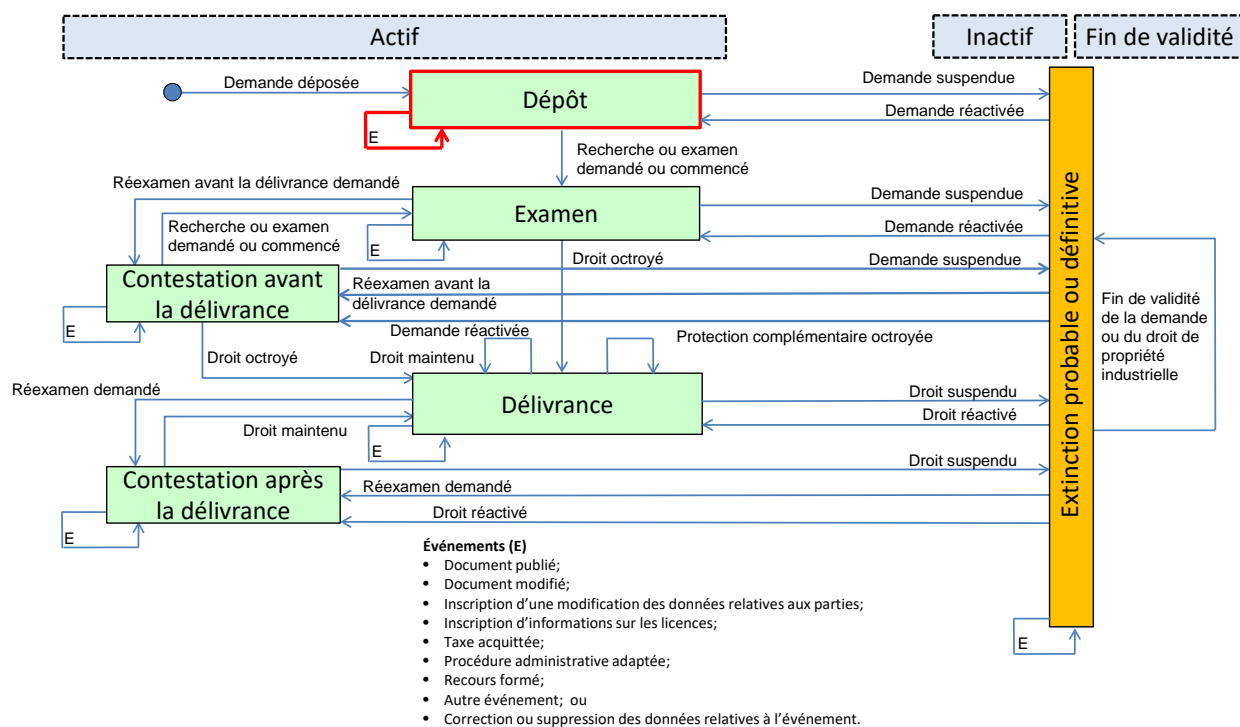 Actif
Inactif
Fin de validité
Demande déposée
Dépôt
Demande suspendue
Demande réactivée
E
Recherche ou examen
demandé ou commencé
Réexamen avant la délivrance demandé
Examen
Demande suspendue
Demande réactivée
Recherche ou examen
demandé ou commencé
E
Droit octroyé
Demande suspendue
Contestation avant
la délivrance
Réexamen avant la
délivrance demandé
E
Demande réactivée
Protection complémentaire octroyée
Droit octroyé
Droit maintenu
Fin de validité
de la demande
ou du droit de
propriété
industrielle
Extinction probable ou définitive
Réexamen demandé
Délivrance
Droit suspendu
Droit réactivé
Droit maintenu
E
Contestation après
la délivrance
Droit suspendu
Réexamen demandé
Droit réactivé
E
Événements (E)
• Document publié;
• Document modifié;
• Inscription d’une modification des données relatives aux parties;
• Inscription d’informations sur les licences;
• Taxe acquittée;
• Procédure administrative adaptée;
• Recours formé;
• Autre événement; ou
• Correction ou suppression des données relatives à l’événement.
E